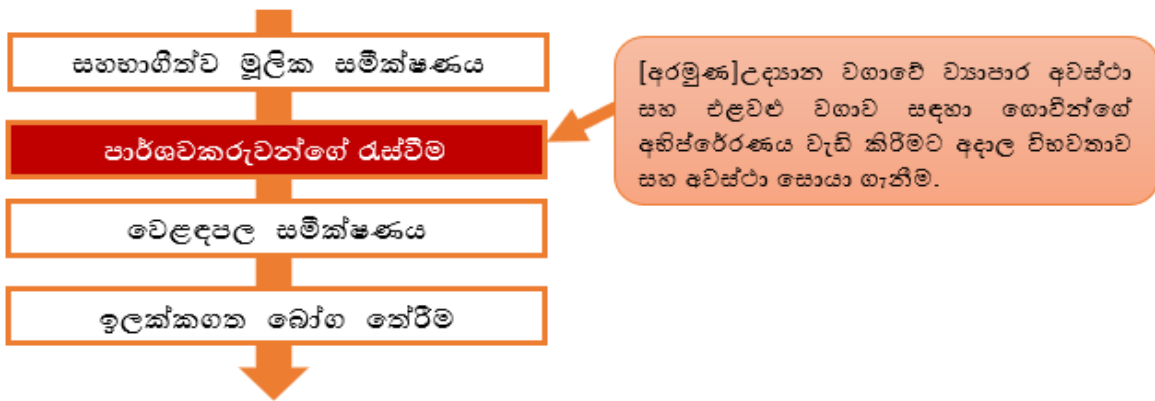 සහභාගීත්ව මූලික සමීක්ෂණය
පාර්ශවකරුවන්ගේ රැස්වීම
වෙළඳපල සමීක්ෂණය
ඉලක්කගත බෝග තේරීම
[අරමුණ]උද්‍යාන වගාවේ ව්‍යාපාර අවස්ථා
සහ එළවළු වගාව සඳහා ගොවීන්ගේ
අභිප්රේරණය වැඩි කිරීමට අදාල විභවතාව
සහ අවස්ථා සොයා ගැනීම.